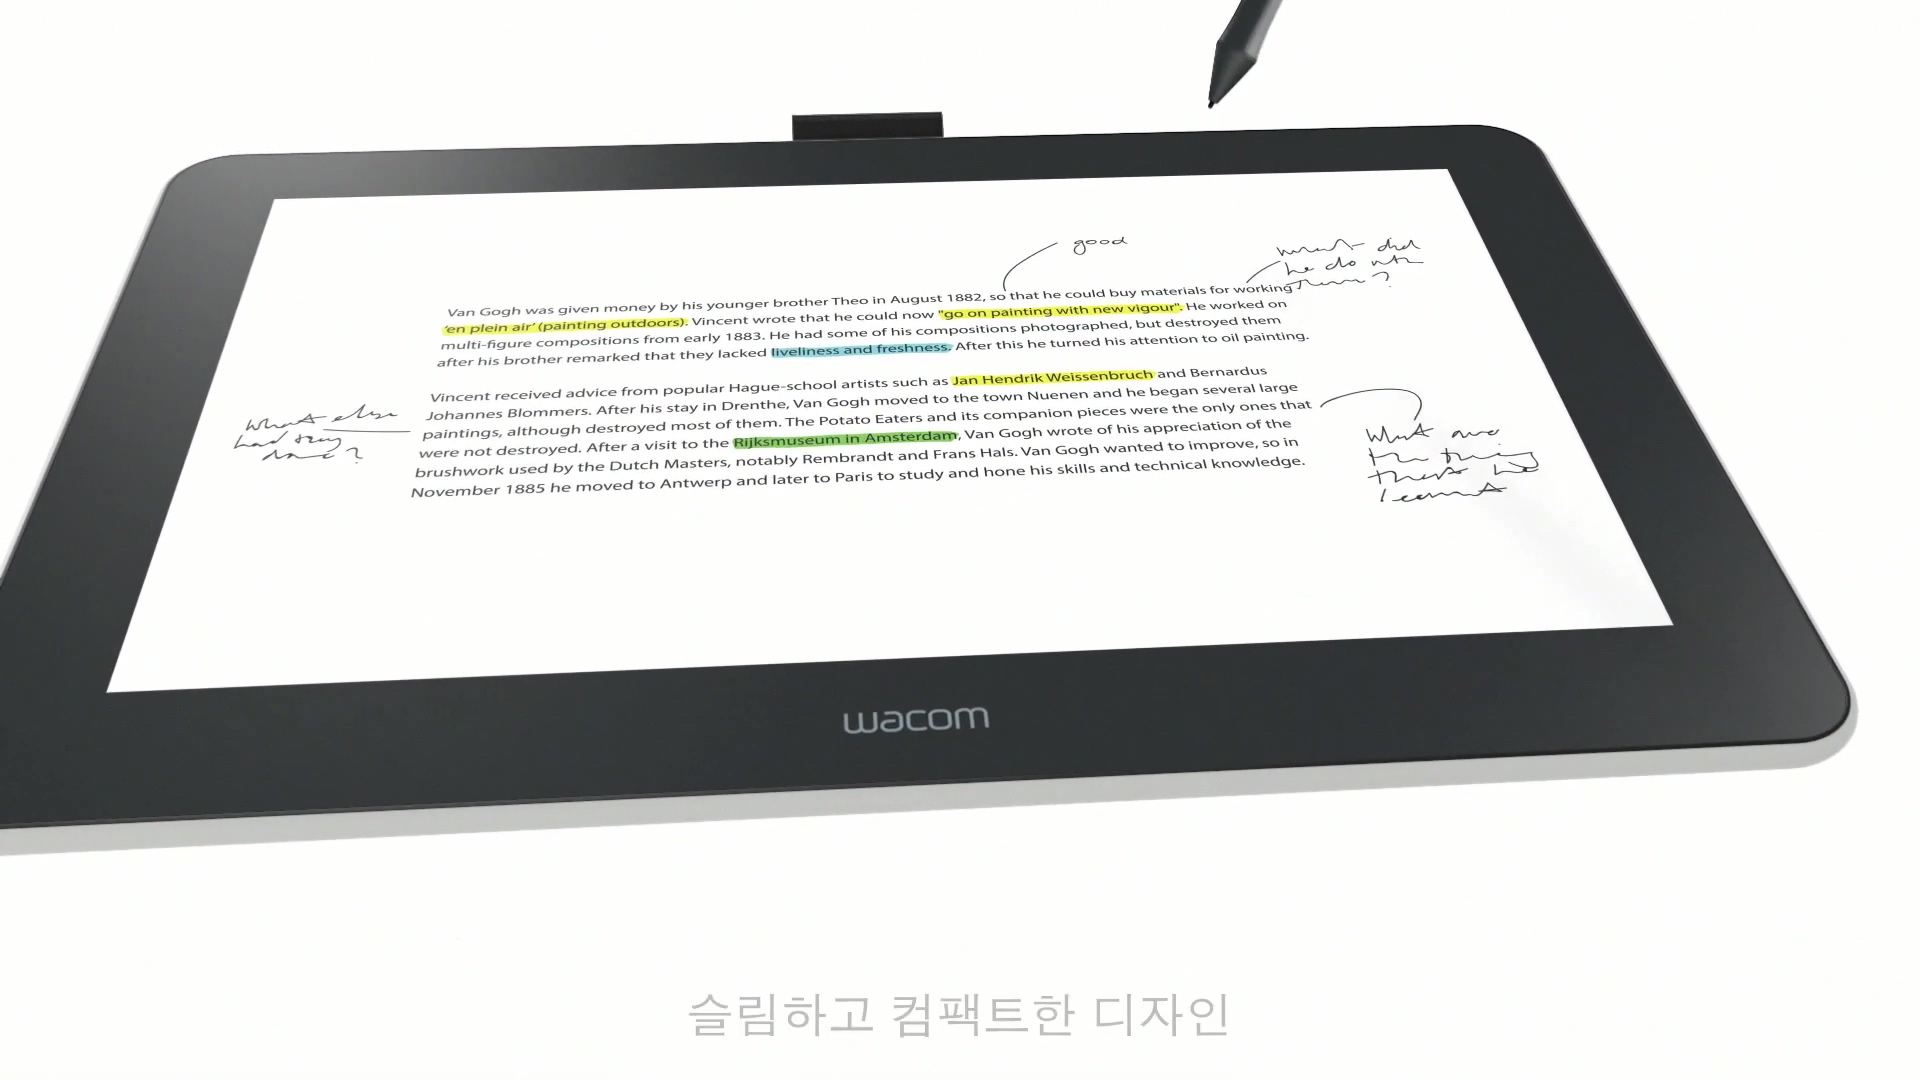 good
what did
he do with
them?
Van Gogh was given money by his younger brother Theo in August 1882, so that he could buy materials for working
'en plein air' (painting outdoors). Vincent wrote that he could now "go on painting with new vigour". He worked on
multi-figure compositions from early 1883. He had some of his compositions photographed, but destroyed them
after his brother remarked that they lacked liveliness and freshness. After this he turned his attention to oil painting.
Vincent received advice from popular Hague-school artists such as Jan Hendrik Weissenbruch and Bernardus
Johannes Blommers. After his stay in Drenthe, Van Gogh moved to the town Nuenen and he began several large
paintings, although destroyed most of them. The Potato Eaters and its companion pieces were the only ones that
were not destroyed. After a visit to the Rijksmuseum in Amsterdam, Van Gogh wrote of his appreciation of the
brushwork used by the Dutch Masters, notably Rembrandt and Frans Hals. Van Gogh wanted to improve, so in
November 1885 he moved to Antwerp and later to Paris to study and hone his skills and technical knowledge.
what else
had they
done?
What are
the things
that he
learnt
wacom
슬림하고 컴팩트한 디자인